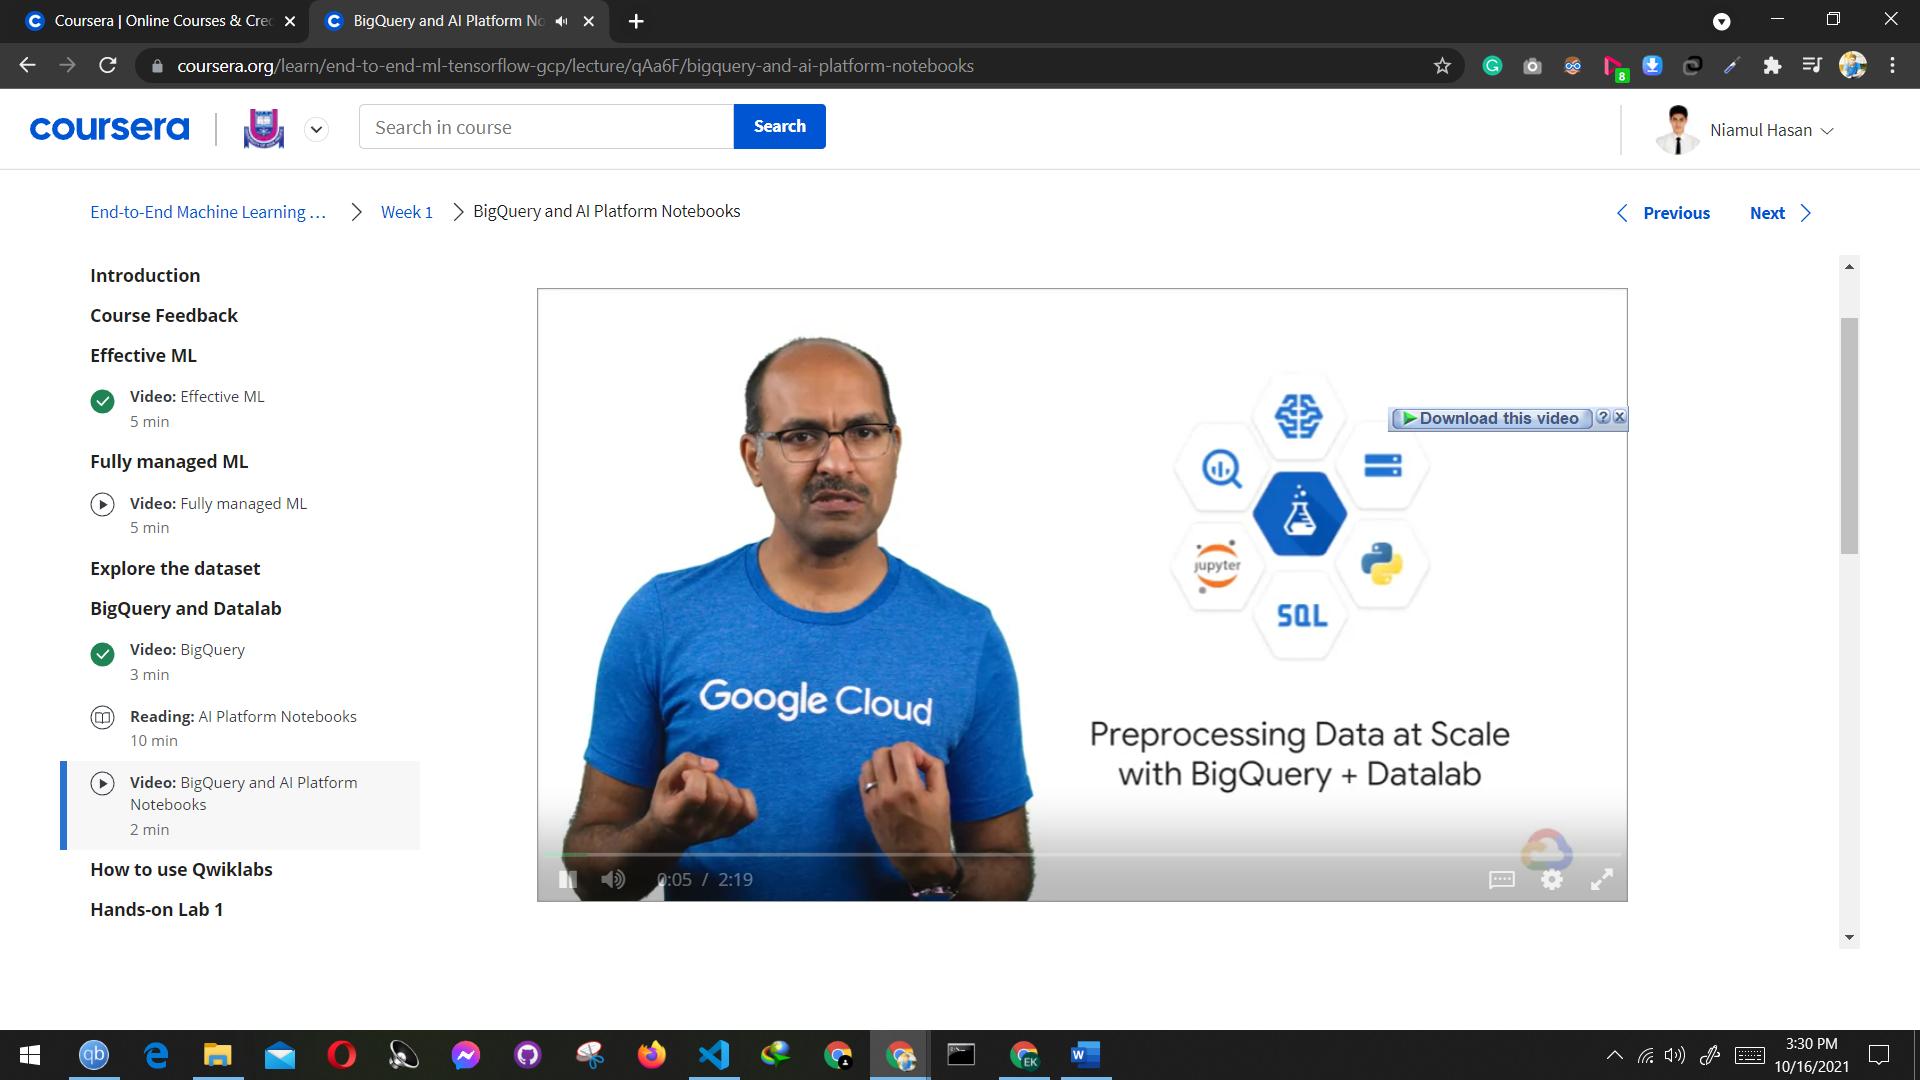 Coursera | Online Courses & Cred
BigQuery and AI Platform No
coursera.org/learn/end-to-end-ml-tensorflow-gcp/lecture/qAa6F/bigquery-and-ai-platform-notebooks
8
coursera
Search in course
Search
Niamul Hasan
End-to-End Machine Learning …
Week 1
BigQuery and AI Platform Notebooks
Previous
Next
Introduction
Course Feedback
Effective ML
Video: Effective ML
5 min
Fully managed ML
Video: Fully managed ML
5 min
Explore the dataset
BigQuery and Datalab
Video: BigQuery
3 min
Reading: AI Platform Notebooks
10 min
Video: BigQuery and AI Platform
Notebooks
2 min
How to use Qwiklabs
Hands-on Lab 1
Download this video
?
jupyter
SQL
Google Cloud
Preprocessing Data at Scale
with BigQuery + Datalab
0:05 / 2:19
qb
EK
W
3:30 PM
10/16/2021